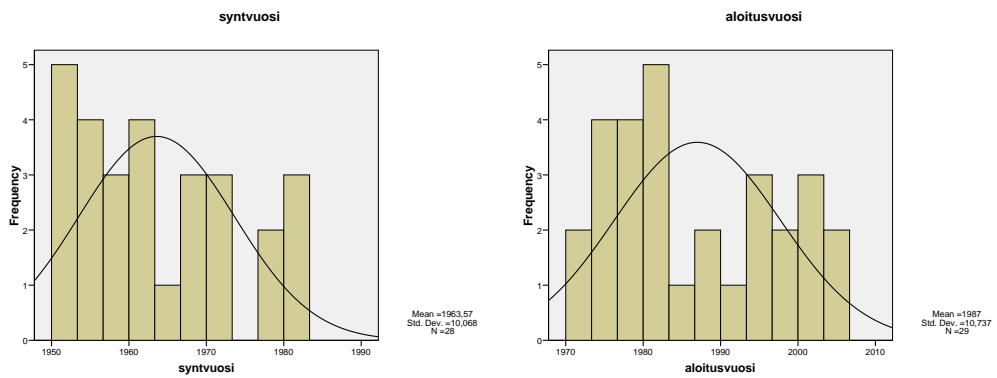 syntvuosi
Frequency
5
4
3
2
1
0
1950 1960 1970 1980 1990
syntvuosi
Mean =1963,57
Std. Dev. =10,068
N =28
aloitusvuosi
Frequency
5
4
3
2
1
0
1970 1980 1990 2000 2010
aloitusvuosi
Mean =1987
Std. Dev. =10,737
N =29